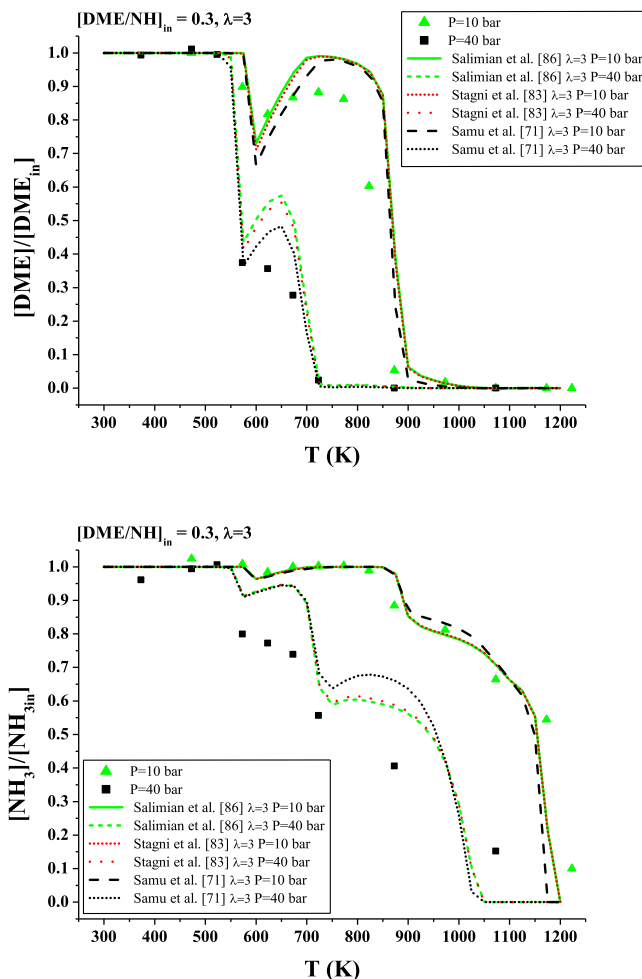 [DME/NH]in = 0.3, λ=3
P=10 bar
P=40 bar
Salimian et al. [86] λ=3 P=10 bar
Salimian et al. [86] λ=3 P=40 bar
Stagni et al. [83] λ=3 P=10 bar
Stagni et al. [83] λ=3 P=40 bar
Samu et al. [71] λ=3 P=10 bar
Samu et al. [71] λ=3 P=40 bar
[DME]/[DMEin]
1.0
0.9
0.8
0.7
0.6
0.5
0.4
0.3
0.2
0.1
0.0
300 400 500 600 700 800 900 1000 1100 1200
T (K)
[DME/NH]in = 0.3, λ=3
[NH3]/[NH3in]
1.0
0.9
0.8
0.7
0.6
0.5
0.4
0.3
0.2
0.1
0.0
P=10 bar
P=40 bar
Salimian et al. [86] λ=3 P=10 bar
Salimian et al. [86] λ=3 P=40 bar
Stagni et al. [83] λ=3 P=10 bar
Stagni et al. [83] λ=3 P=40 bar
Samu et al. [71] λ=3 P=10 bar
Samu et al. [71] λ=3 P=40 bar
300 400 500 600 700 800 900 1000 1100 1200
T (K)